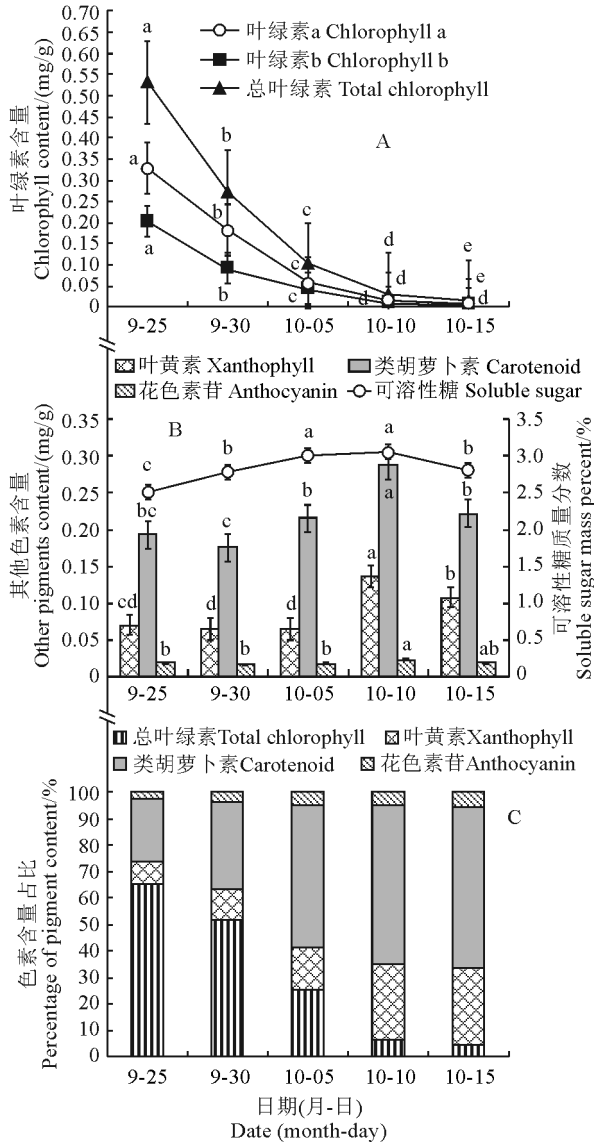 叶绿素a Chlorophyll a
叶绿素b Chlorophyll b
总叶绿素 Total chlorophyll
A
叶绿素含量
Chlorophyll content/(mg/g)
0.70
0.65
0.60
0.55
0.50
0.45
0.40
0.35
0.30
0.25
0.20
0.15
0.10
0.05
0
a
a
a
b
b
b
c
c
c
d
d
d
e
e
d
9-25 9-30 10-05 10-10 10-15
叶黄素 Xanthophyll 类胡萝卜素 Carotenoid
花色素苷 Anthocyanin 可溶性糖 Soluble sugar
B
其他色素含量
Other pigments content/(mg/g)
0.35
0.30
0.25
0.20
0.15
0.10
0.05
0
c b a a b
bc c b a b
cd d d a b
b b b a ab
3.5
3.0
2.5
2.0
1.5
1.0
0.5
0
可溶性糖质量分数
Soluble sugar mass percent/%
9-25 9-30 10-05 10-10 10-15
总叶绿素Total chlorophyll 叶黄素Xanthophyll
类胡萝卜素Carotenoid 花色素苷Anthocyanin
C
色素含量占比
Percentage of pigment content/%
100
90
80
70
60
50
40
30
20
10
0
9-25 9-30 10-05 10-10 10-15
日期(月-日)
Date (month-day)